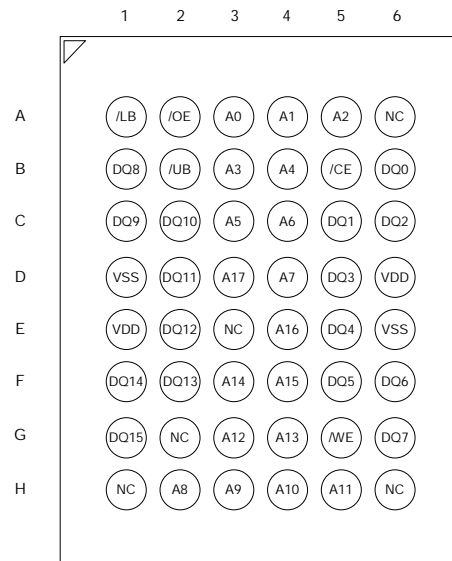 1 2 3 4 5 6
A /LB /OE A0 A1 A2 NC
B DQ8 /UB A3 A4 /CE DQ0
C DQ9 DQ10 A5 A6 DQ1 DQ2
D VSS DQ11 A17 A7 DQ3 VDD
E VDD DQ12 NC A16 DQ4 VSS
F DQ14 DQ13 A14 A15 DQ5 DQ6
G DQ15 NC A12 A13 /WE DQ7
H NC A8 A9 A10 A11 NC